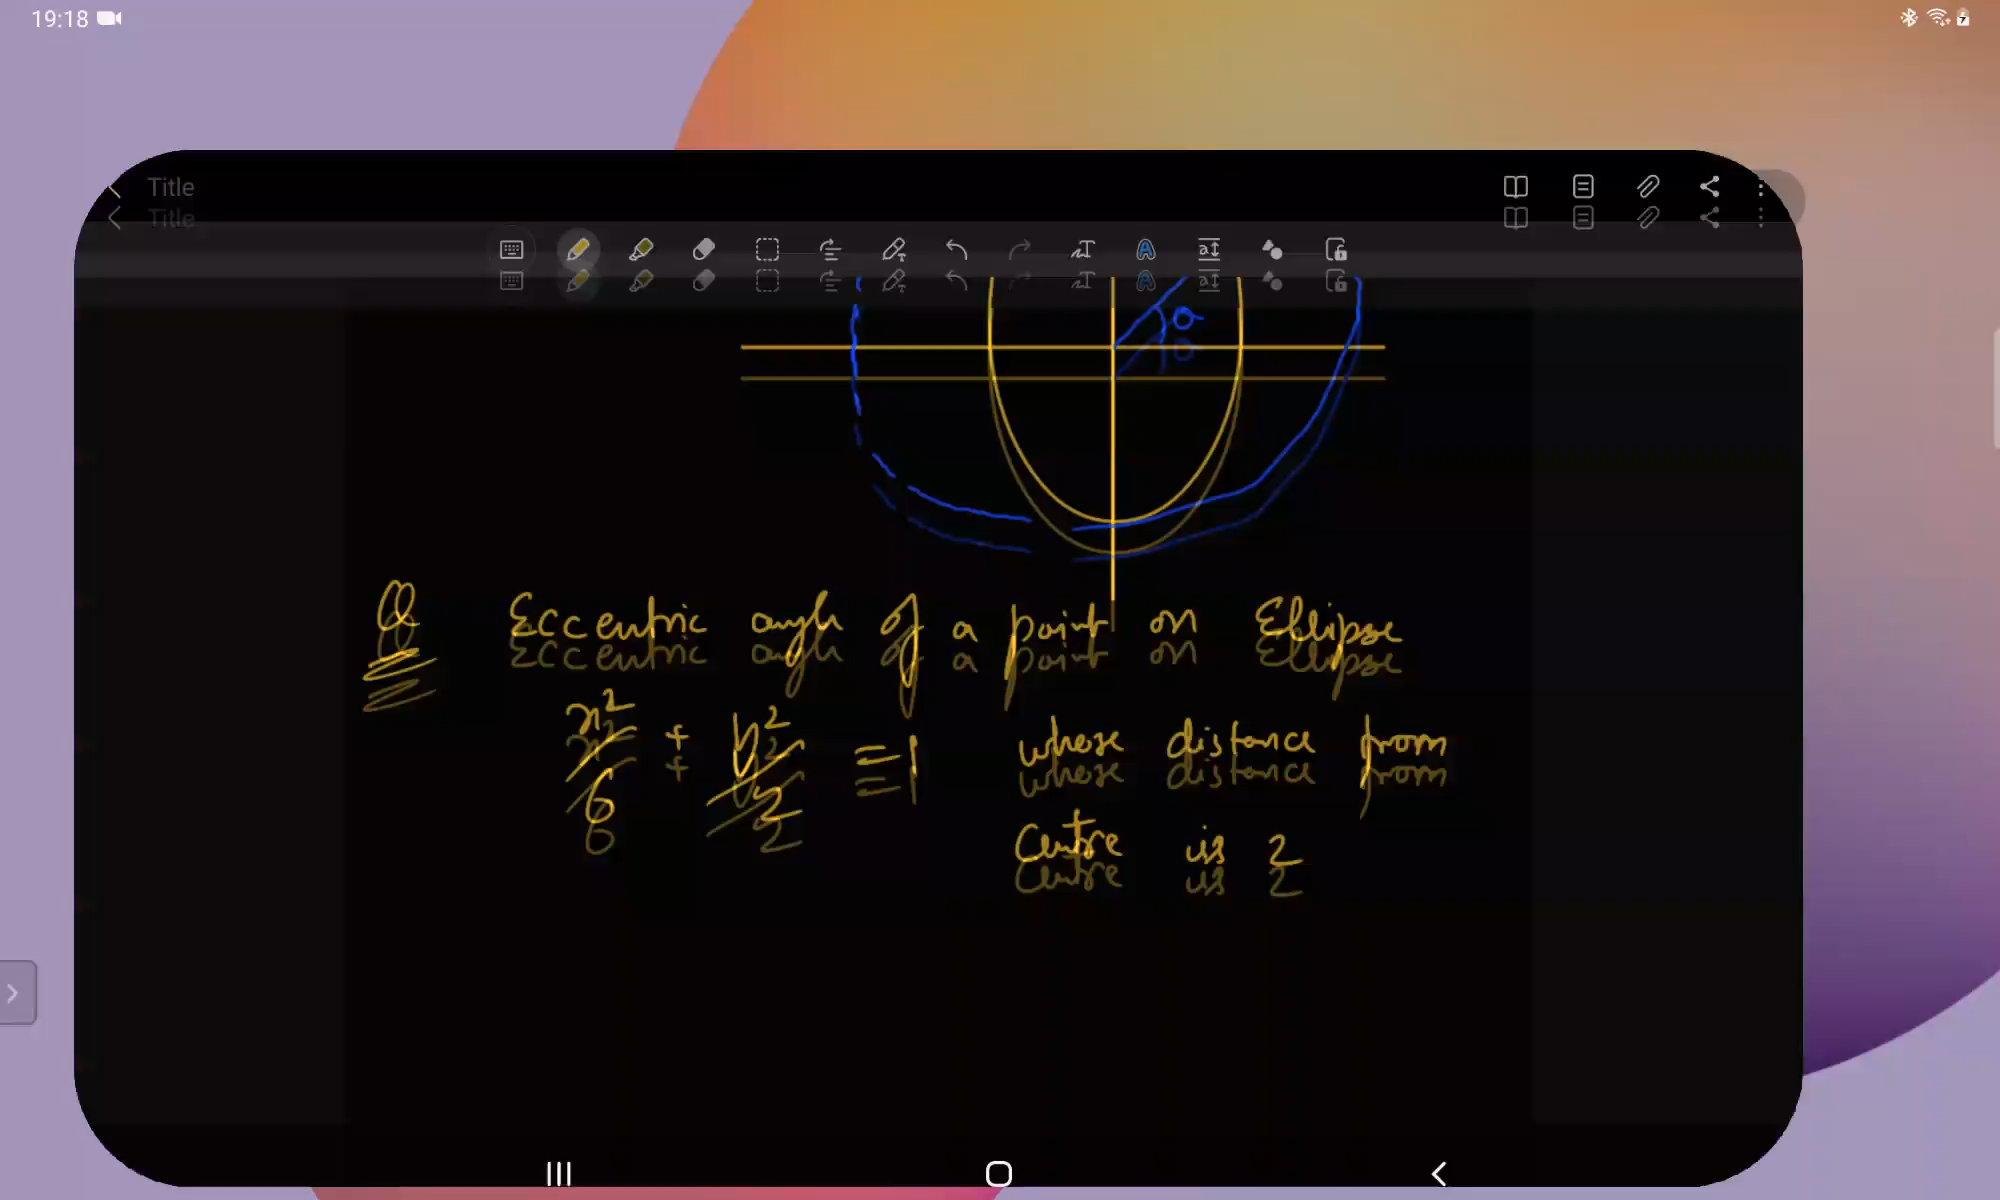 19:18
Title
Title
Q Eccentric angle of a point on Ellipse
x²/6 + y²/2 = 1 whose distance from
Centre is 2